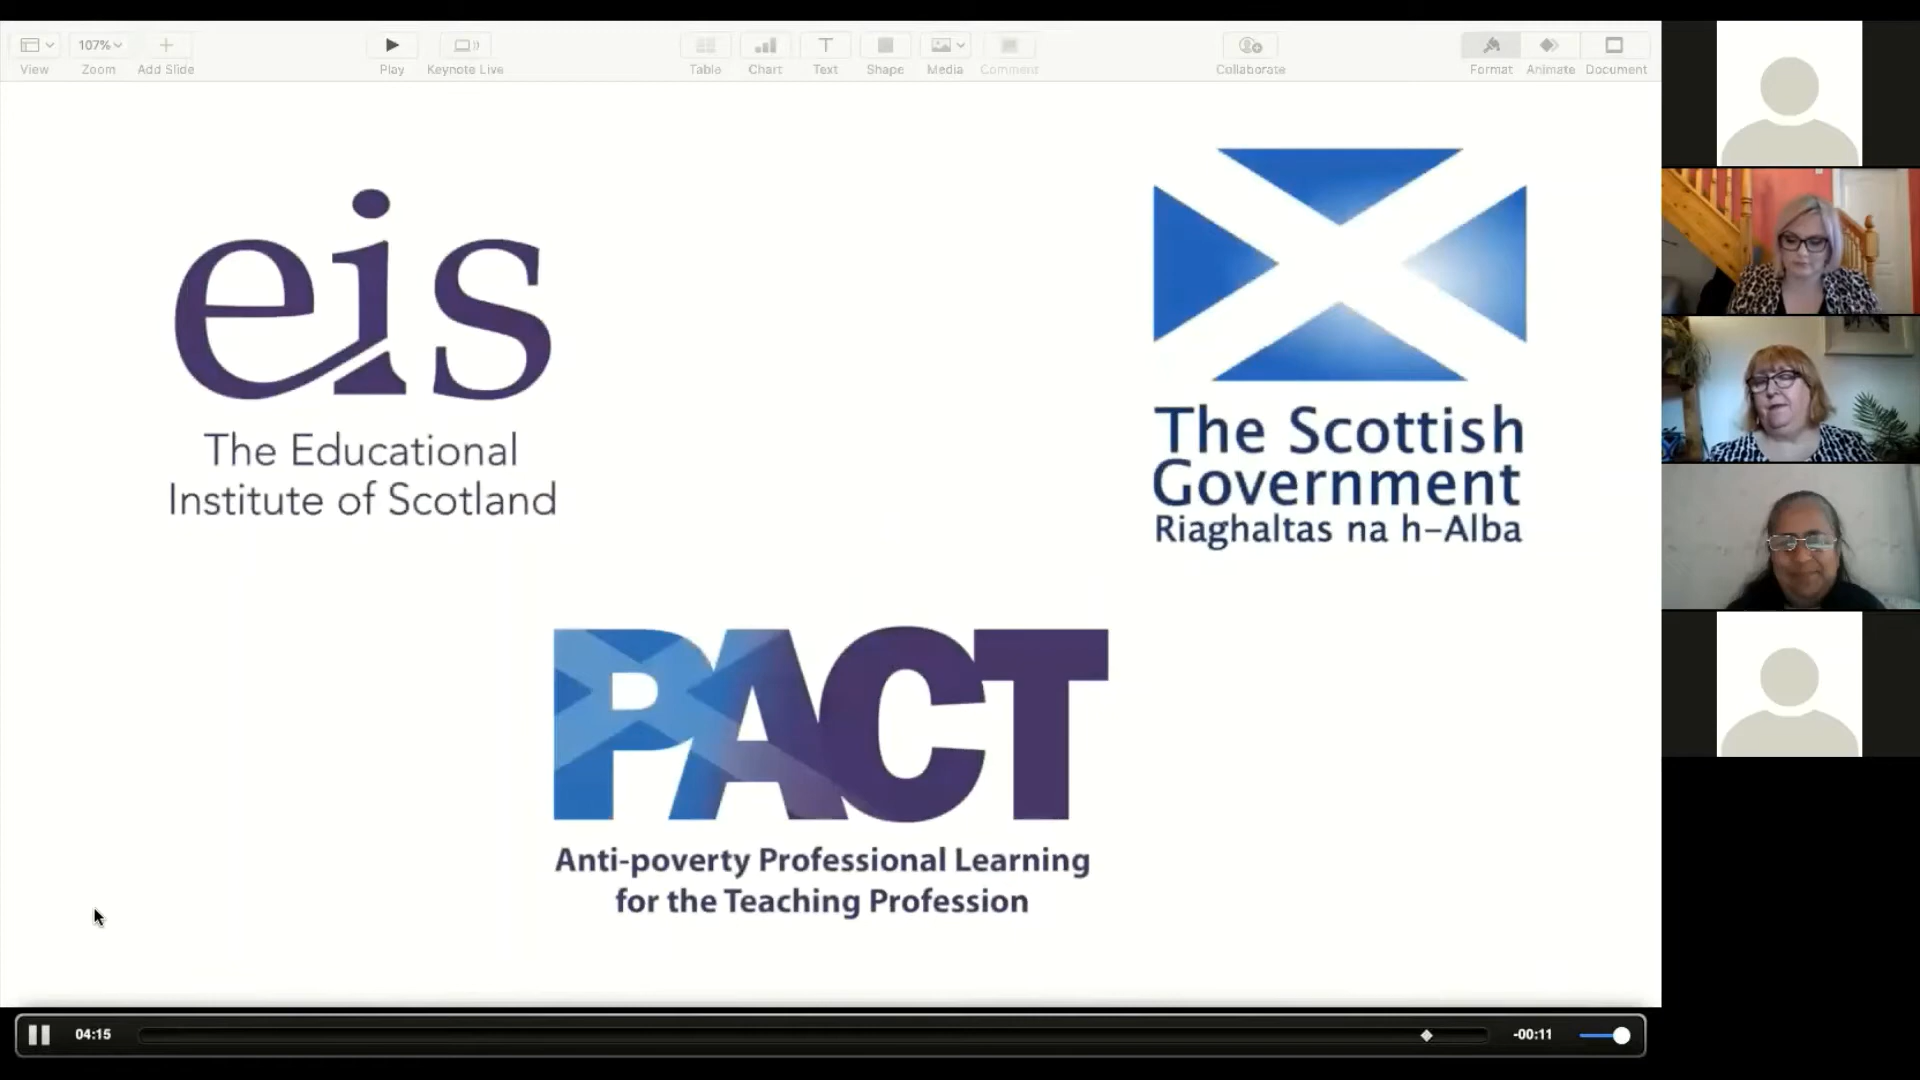 107%
View
Zoom
Add Slide
Play
Keynote Live
Table
Chart
T
Text
Shape
Media
Comment
Collaborate
Format
Animate
Document
eis
The Educational
Institute of Scotland
The Scottish
Government
Riaghaltas na h-Alba
PACT
Anti-poverty Professional Learning
for the Teaching Profession
04:15
-00:11